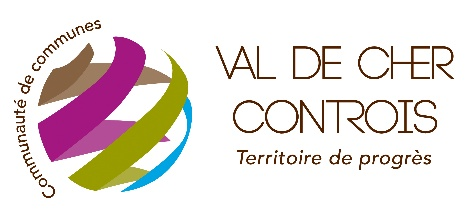 Communauté de communes
VAL DE CHER
CONTROIS
Territoire de progrès